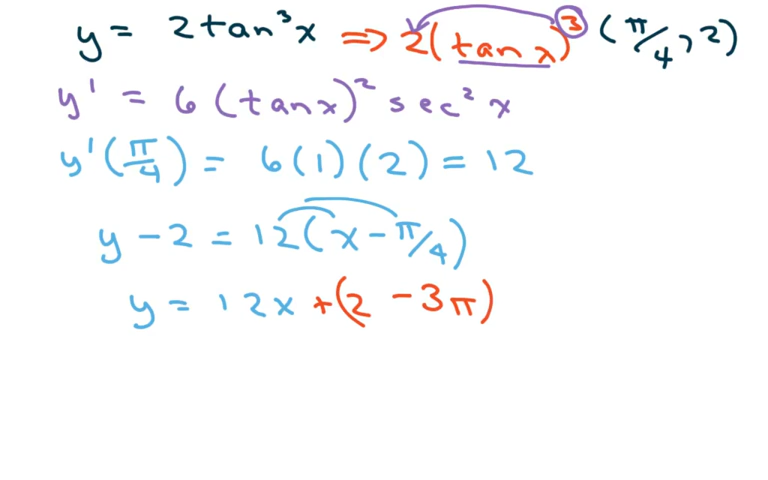 y = 2tan³x ⇒ 2(tan x)³ (π/4, 2)
y' = 6(tanx)² sec² x
y'(π/4) = 6(1)(2) = 12
y - 2 = 12(x - π/4)
y = 12x + (2 - 3π)